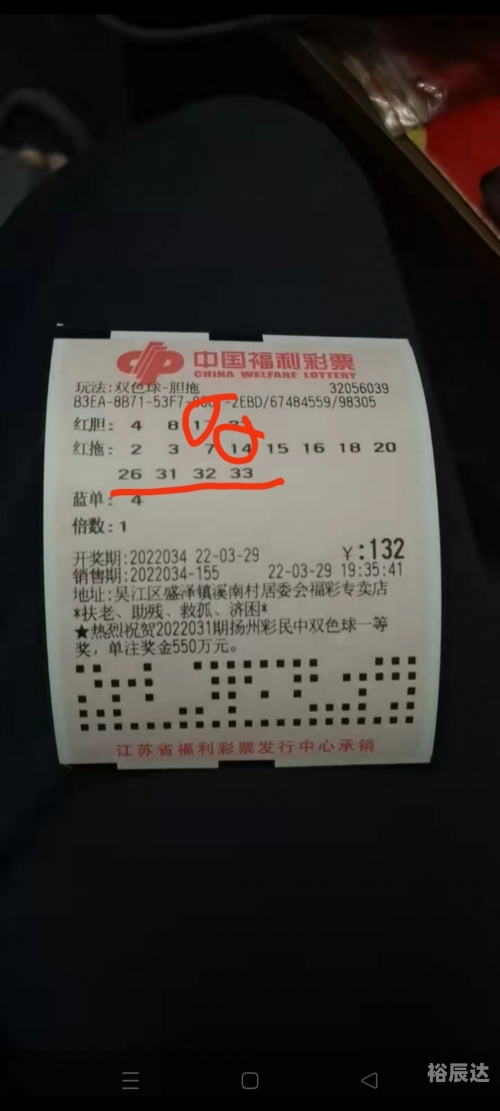 中国福利彩票
CHINA WELFARE LOTTERY
玩法:双色球-胆拖 32056039
B3EA-8B71-53F7- -2EBD/67484559/98305
红胆: 4 8 17
红拖: 2 3 7 14 15 16 18 20
26 31 32 33
蓝单: 4
倍数:1
开奖期:2022034 22-03-29 ￥:132
销售期:2022034-155 22-03-29 19:35:41
地址:吴江区盛泽镇溪南村居委会福彩专卖店
*扶老、助残、救孤、济困*
★热烈祝贺2022031期扬州彩民中双色球一等
奖，单注奖金550万元。
江苏省福利彩票发行中心承销
裕辰达